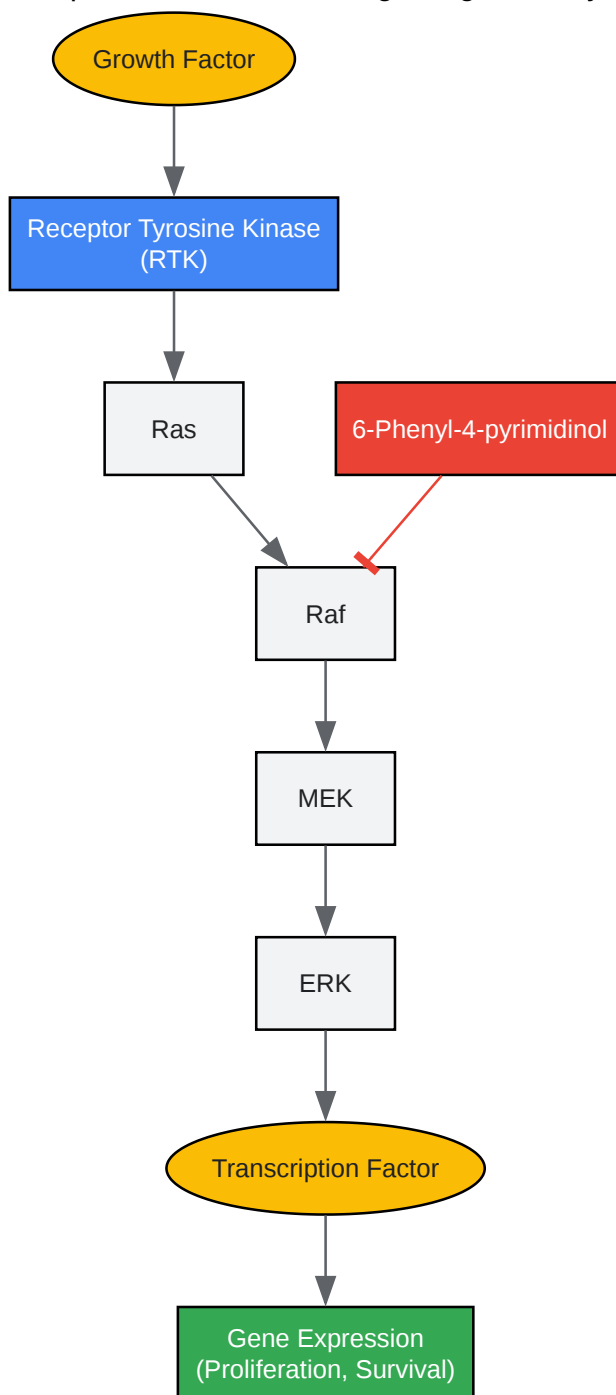 Growth Factor
Receptor Tyrosine Kinase
(RTK)
Ras
6-Phenyl-4-pyrimidinol
Raf
MEK
ERK
Transcription Factor
Gene Expression
(Proliferation, Survival)